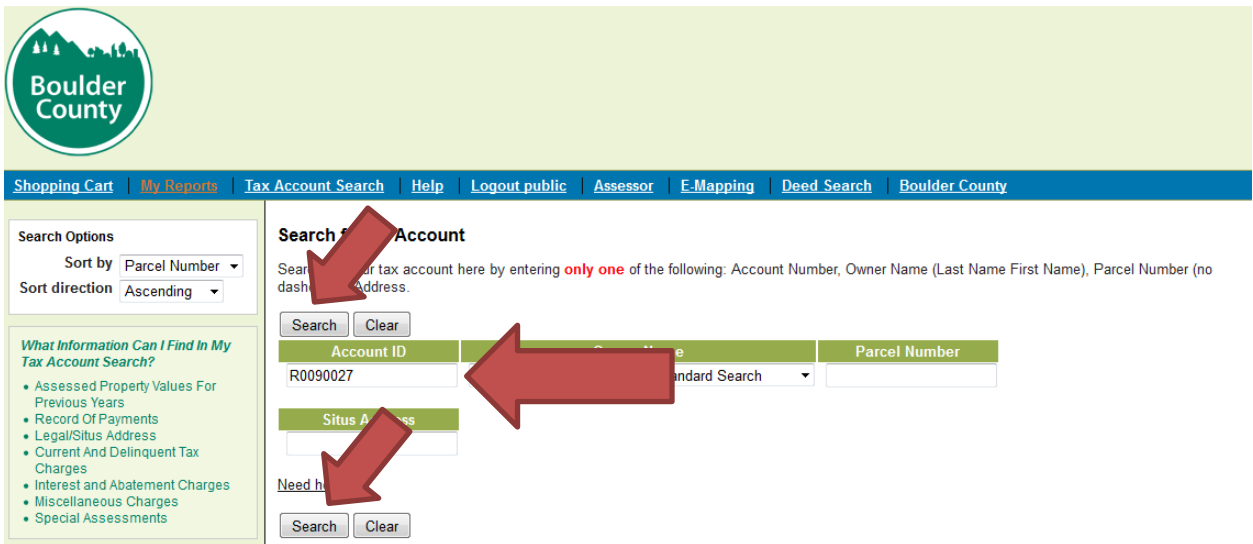 Boulder
County
Shopping Cart My Reports Tax Account Search Help Logout public Assessor E-Mapping Deed Search Boulder County
Search Options
Sort by Parcel Number
Sort direction Ascending
What Information Can I Find In My
Tax Account Search?
• Assessed Property Values For
Previous Years
• Record Of Payments
• Legal/Situs Address
• Current And Delinquent Tax
Charges
• Interest and Abatement Charges
• Miscellaneous Charges
• Special Assessments
Search Account
tax account here by entering only one of the following: Account Number, Owner Name (Last Name First Name), Parcel Number (no
Address.
Search Clear
Account ID Parcel Number
R0090027 Search
Situs
Need
Search Clear